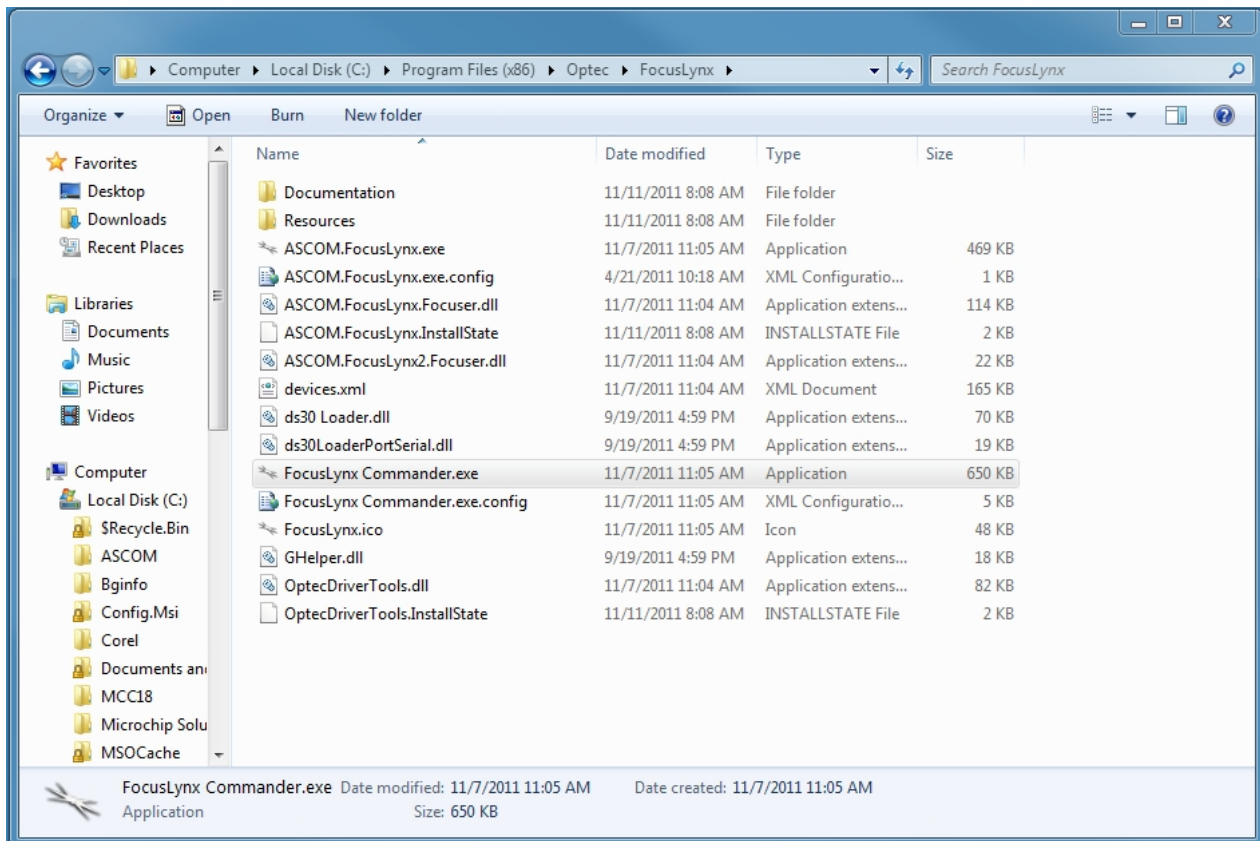 Computer Local Disk (C:) Program Files (x86) Optec FocusLynx
Search FocusLynx
Organize Open Burn New folder
Favorites
Desktop
Downloads
Recent Places
Libraries
Documents
Music
Pictures
Videos
Computer
Local Disk (C:)
$Recycle.Bin
ASCOM
Bginfo
Config.Msi
Corel
Documents an
MCC18
Microchip Solu
MSOCache
Name Date modified Type Size
Documentation 11/11/2011 8:08 AM File folder
Resources 11/11/2011 8:08 AM File folder
ASCOM.FocusLynx.exe 11/7/2011 11:05 AM Application 469 KB
ASCOM.FocusLynx.exe.config 4/21/2011 10:18 AM XML Configuratio... 1 KB
ASCOM.FocusLynx.Focuser.dll 11/7/2011 11:04 AM Application extens... 114 KB
ASCOM.FocusLynx.InstallState 11/11/2011 8:08 AM INSTALLSTATE File 2 KB
ASCOM.FocusLynx2.Focuser.dll 11/7/2011 11:04 AM Application extens... 22 KB
devices.xml 11/7/2011 11:04 AM XML Document 165 KB
ds30 Loader.dll 9/19/2011 4:59 PM Application extens... 70 KB
ds30LoaderPortSerial.dll 9/19/2011 4:59 PM Application extens... 19 KB
FocusLynx Commander.exe 11/7/2011 11:05 AM Application 650 KB
FocusLynx Commander.exe.config 11/7/2011 11:05 AM XML Configuratio... 5 KB
FocusLynx.ico 11/7/2011 11:05 AM Icon 48 KB
GHelper.dll 9/19/2011 4:59 PM Application extens... 18 KB
OptecDriverTools.dll 11/7/2011 11:04 AM Application extens... 82 KB
OptecDriverTools.InstallState 11/11/2011 8:08 AM INSTALLSTATE File 2 KB
FocusLynx Commander.exe Date modified: 11/7/2011 11:05 AM Date created: 11/7/2011 11:05 AM
Application Size: 650 KB